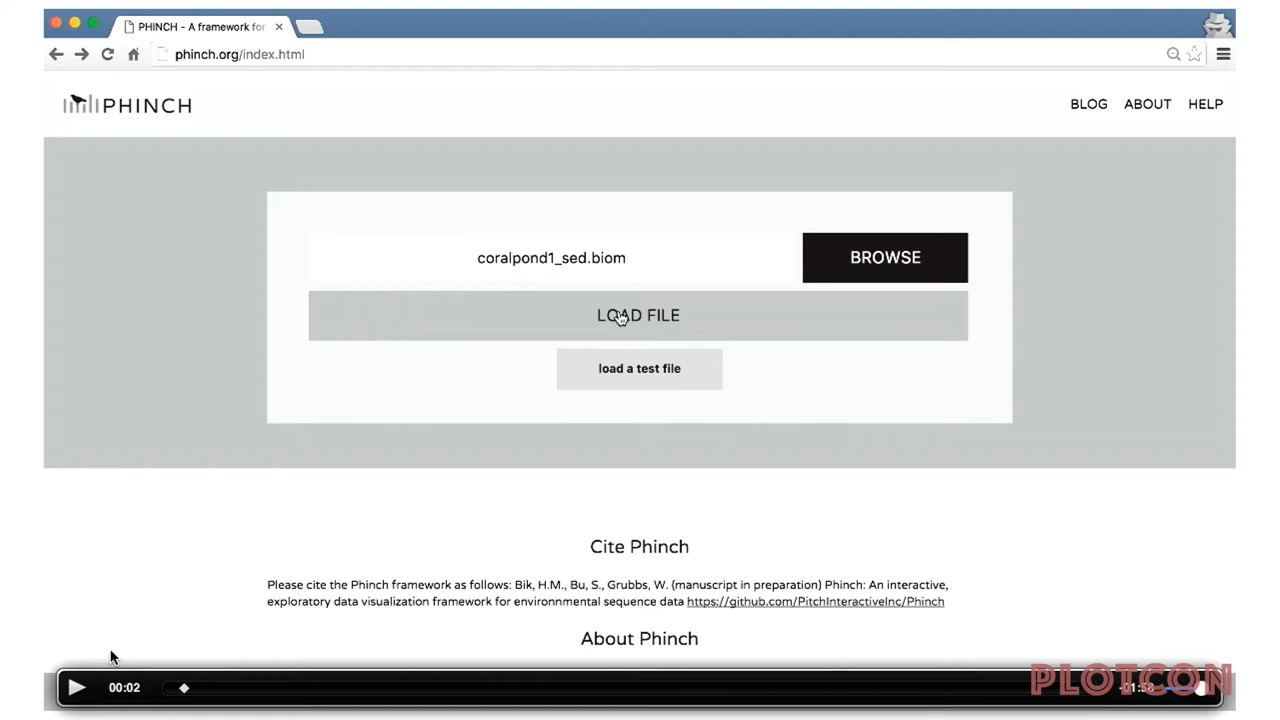 PHINCH - A framework for
phinch.org/index.html
PHINCH
BLOG ABOUT HELP
coralpond1_sed.biom
BROWSE
LOAD FILE
load a test file
Cite Phinch
Please cite the Phinch framework as follows: Bik, H.M., Bu, S., Grubbs, W. (manuscript in preparation) Phinch: An interactive,
exploratory data visualization framework for environnmental sequence data https://github.com/PitchInteractiveInc/Phinch
About Phinch
00:02
-01:58
PLOTCON